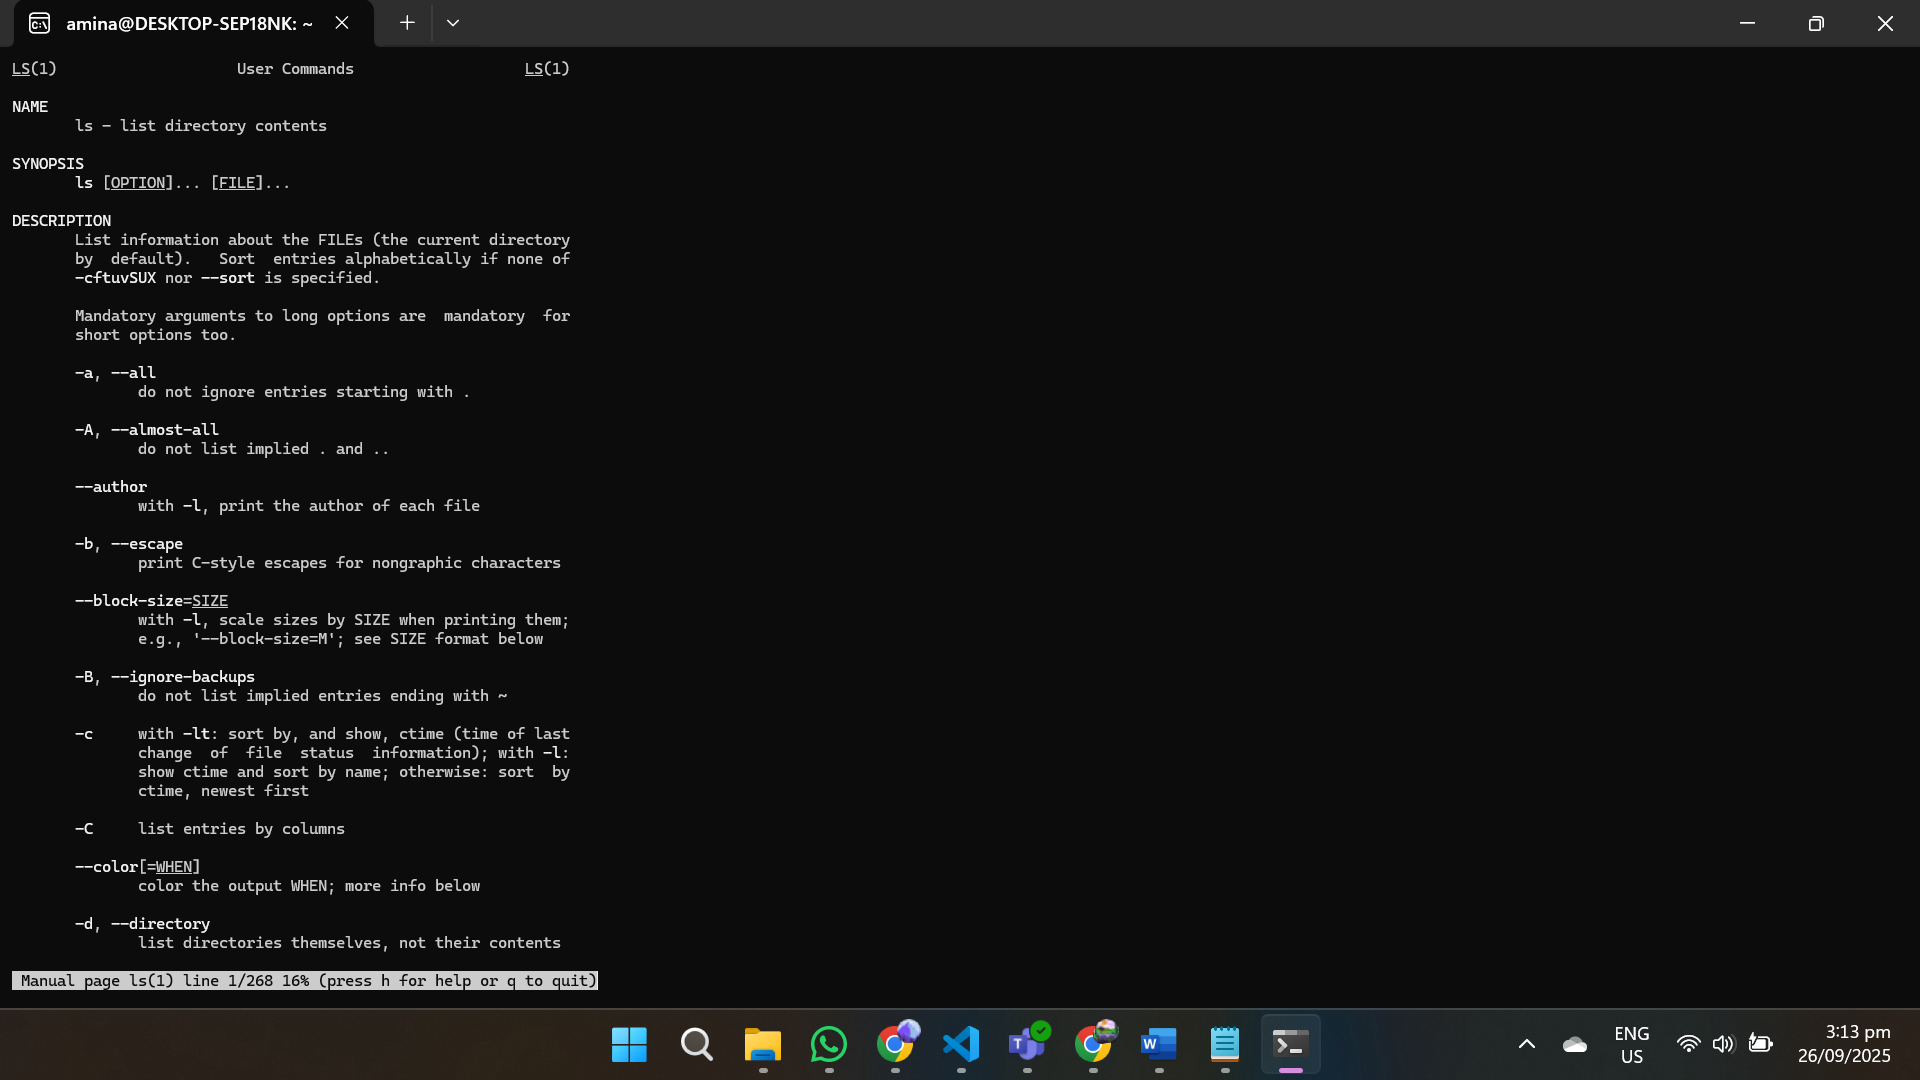 amina@DESKTOP-SEP18NK: ~
LS(1) User Commands LS(1)
NAME
ls - list directory contents
SYNOPSIS
ls [OPTION]... [FILE]...
DESCRIPTION
List information about the FILEs (the current directory
by default). Sort entries alphabetically if none of
-cftuvSUX nor --sort is specified.
Mandatory arguments to long options are mandatory for
short options too.
-a, --all
do not ignore entries starting with .
-A, --almost-all
do not list implied . and ..
--author
with -l, print the author of each file
-b, --escape
print C-style escapes for nongraphic characters
--block-size=SIZE
with -l, scale sizes by SIZE when printing them;
e.g., '--block-size=M'; see SIZE format below
-B, --ignore-backups
do not list implied entries ending with ~
-c with -lt: sort by, and show, ctime (time of last
change of file status information); with -l:
show ctime and sort by name; otherwise: sort by
ctime, newest first
-C list entries by columns
--color[=WHEN]
color the output WHEN; more info below
-d, --directory
list directories themselves, not their contents
Manual page ls(1) line 1/268 16% (press h for help or q to quit)
ENG
US
3:13 pm
26/09/2025